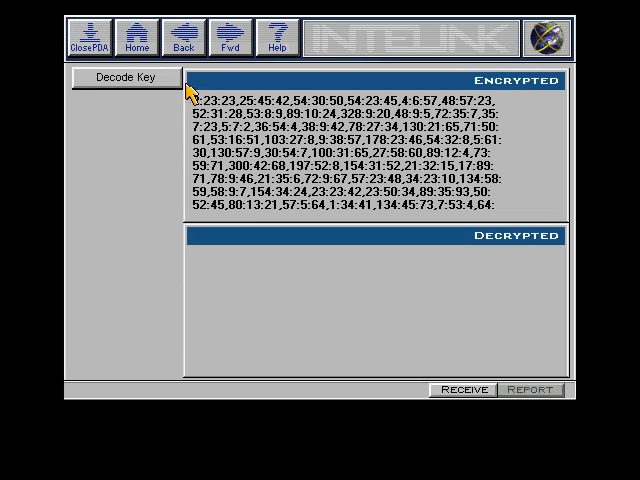 ClosePDA Home Back Fwd Help INTELINK
Decode Key
ENCRYPTED
:23:23,25:45:42,54:30:50,54:23:45,4:6:57,48:57:23,
52:31:28,53:8:9,89:10:24,328:9:20,48:9:5,72:35:7,35:
7:23,5:7:2,36:54:4,38:9:42,78:27:34,130:21:65,71:50:
61,53:16:51,103:27:8,9:38:57,178:23:46,54:32:8,5:61:
30,130:57:9,30:54:7,100:31:65,27:58:60,89:12:4,73:
59:71,300:42:68,197:52:8,154:31:52,21:32:15,17:89:
71,78:9:46,21:35:6,72:9:67,57:23:48,34:23:10,134:58:
59,58:9:7,154:34:24,23:23:42,23:50:34,89:35:93,50:
52:45,80:13:21,57:5:64,1:34:41,134:45:73,7:53:4,64:
DECRYPTED
RECEIVE REPORT